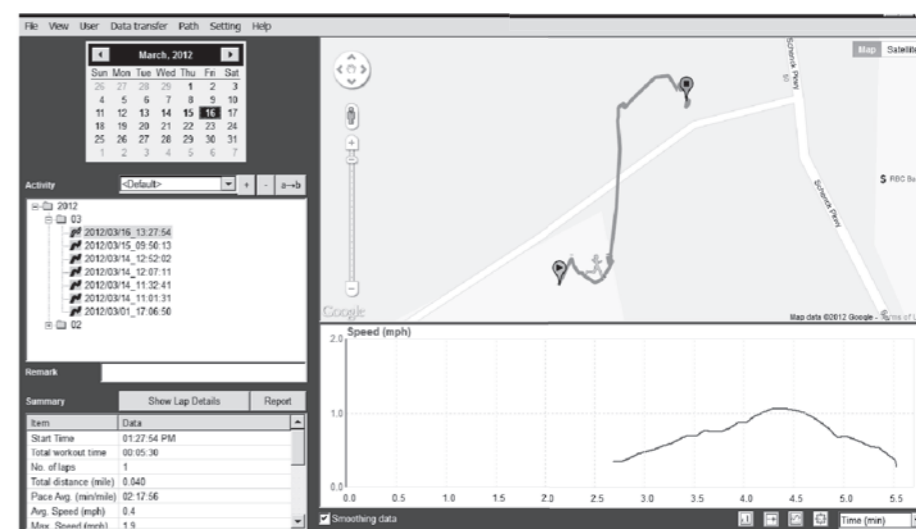 File View User Data transfer Path Setting Help
March, 2012
Sun Mon Tue Wed Thu Fri Sat
26 27 28 29 1 2 3
4 5 6 7 8 9 10
11 12 13 14 15 16 17
18 19 20 21 22 23 24
25 26 27 28 29 30 31
1 2 3 4 5 6 7
Activity <Default> + - a→b
2012
03
2012/03/16_13:27:54
2012/03/15_09:50:13
2012/03/14_12:52:02
2012/03/14_12:07:11
2012/03/14_11:32:41
2012/03/14_11:01:31
2012/03/01_17:06:50
02
Remark
Summary Show Lap Details Report
Item Data
Start Time 01:27:54 PM
Total workout time 00:05:30
No. of laps 1
Total distance (mile) 0.040
Pace Avg. (min/mile) 02:17:56
Avg. Speed (mph) 0.4
Max. Speed (mph) 1.9
Map Satellite
Schenck Pkwy
Schenck Pkwy
$ RBC Ba
Google
Map data ©2012 Google - Terms of U
Speed (mph)
2.0
1.0
0.0
0.0 0.5 1.0 1.5 2.0 2.5 3.0 3.5 4.0 4.5 5.0 5.5
Smoothing data
Time (min)